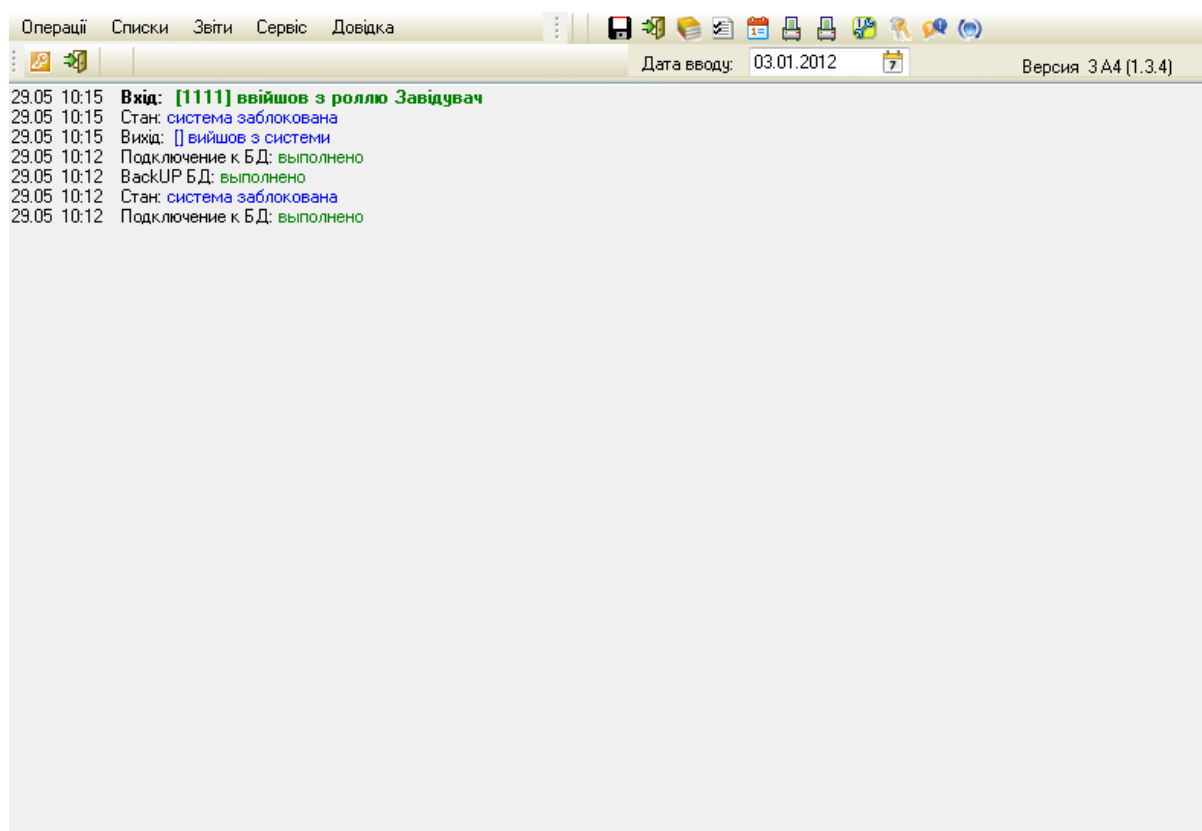 Операції Списки Звіти Сервіс Довідка
Дата вводу: 03.01.2012 7 Версия 3 А4 (1.3.4)
29.05 10:15 Вхід: [1111] ввійшов з роллю Завідувач
29.05 10:15 Стан: система заблокована
29.05 10:15 Вихід: [] вийшов з системи
29.05 10:12 Подключение к БД: выполнено
29.05 10:12 BackUP БД: выполнено
29.05 10:12 Стан: система заблокована
29.05 10:12 Подключение к БД: выполнено